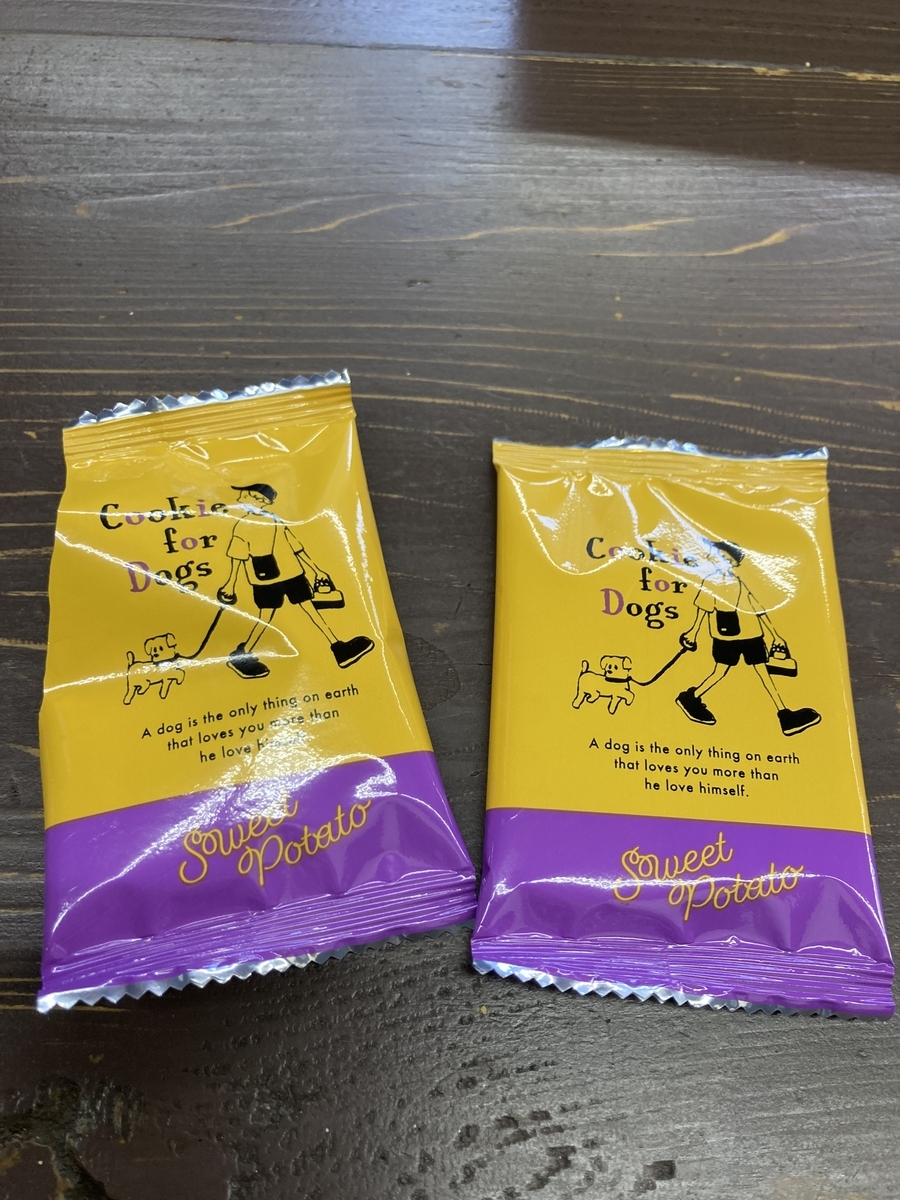 Cookie
for
Dogs
A dog is the only thing on earth
that loves you more than
he love himself.
Sweet
Potato
Cookie
for
Dogs
A dog is the only thing on earth
that loves you more than
he love himself.
Sweet
Potato